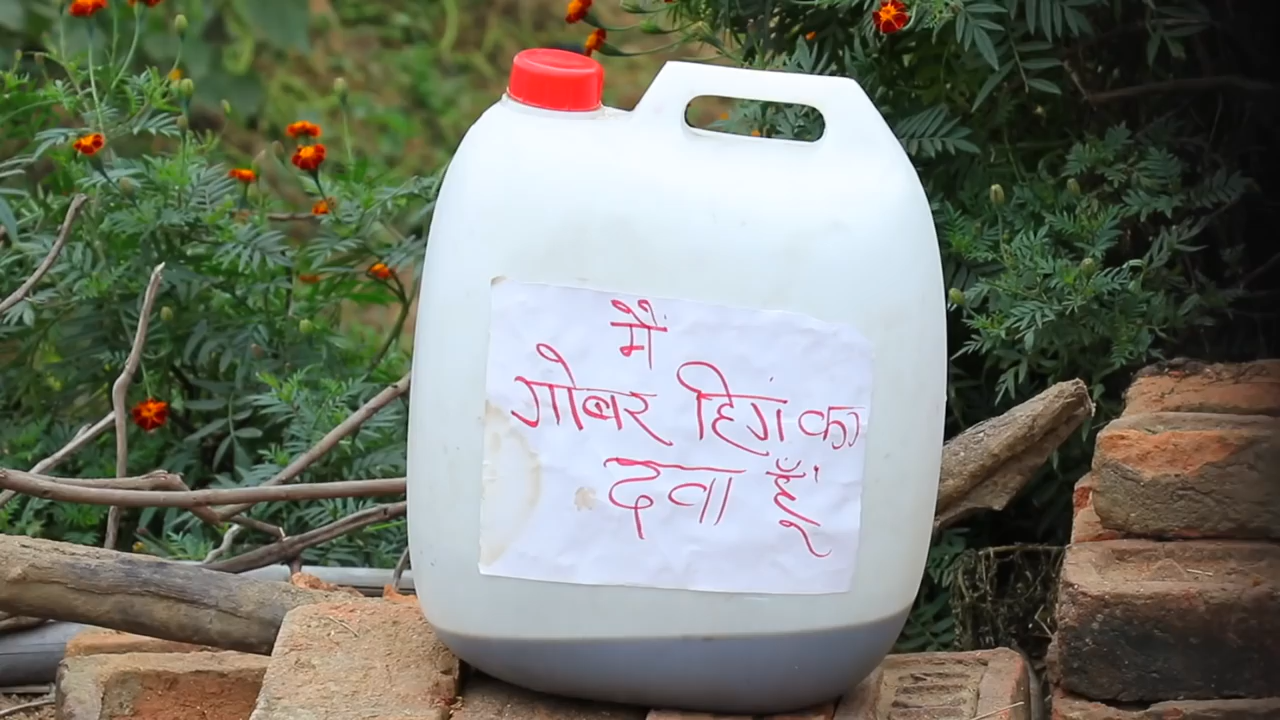 मैं
गोबर हिगं का
दवा हूँ